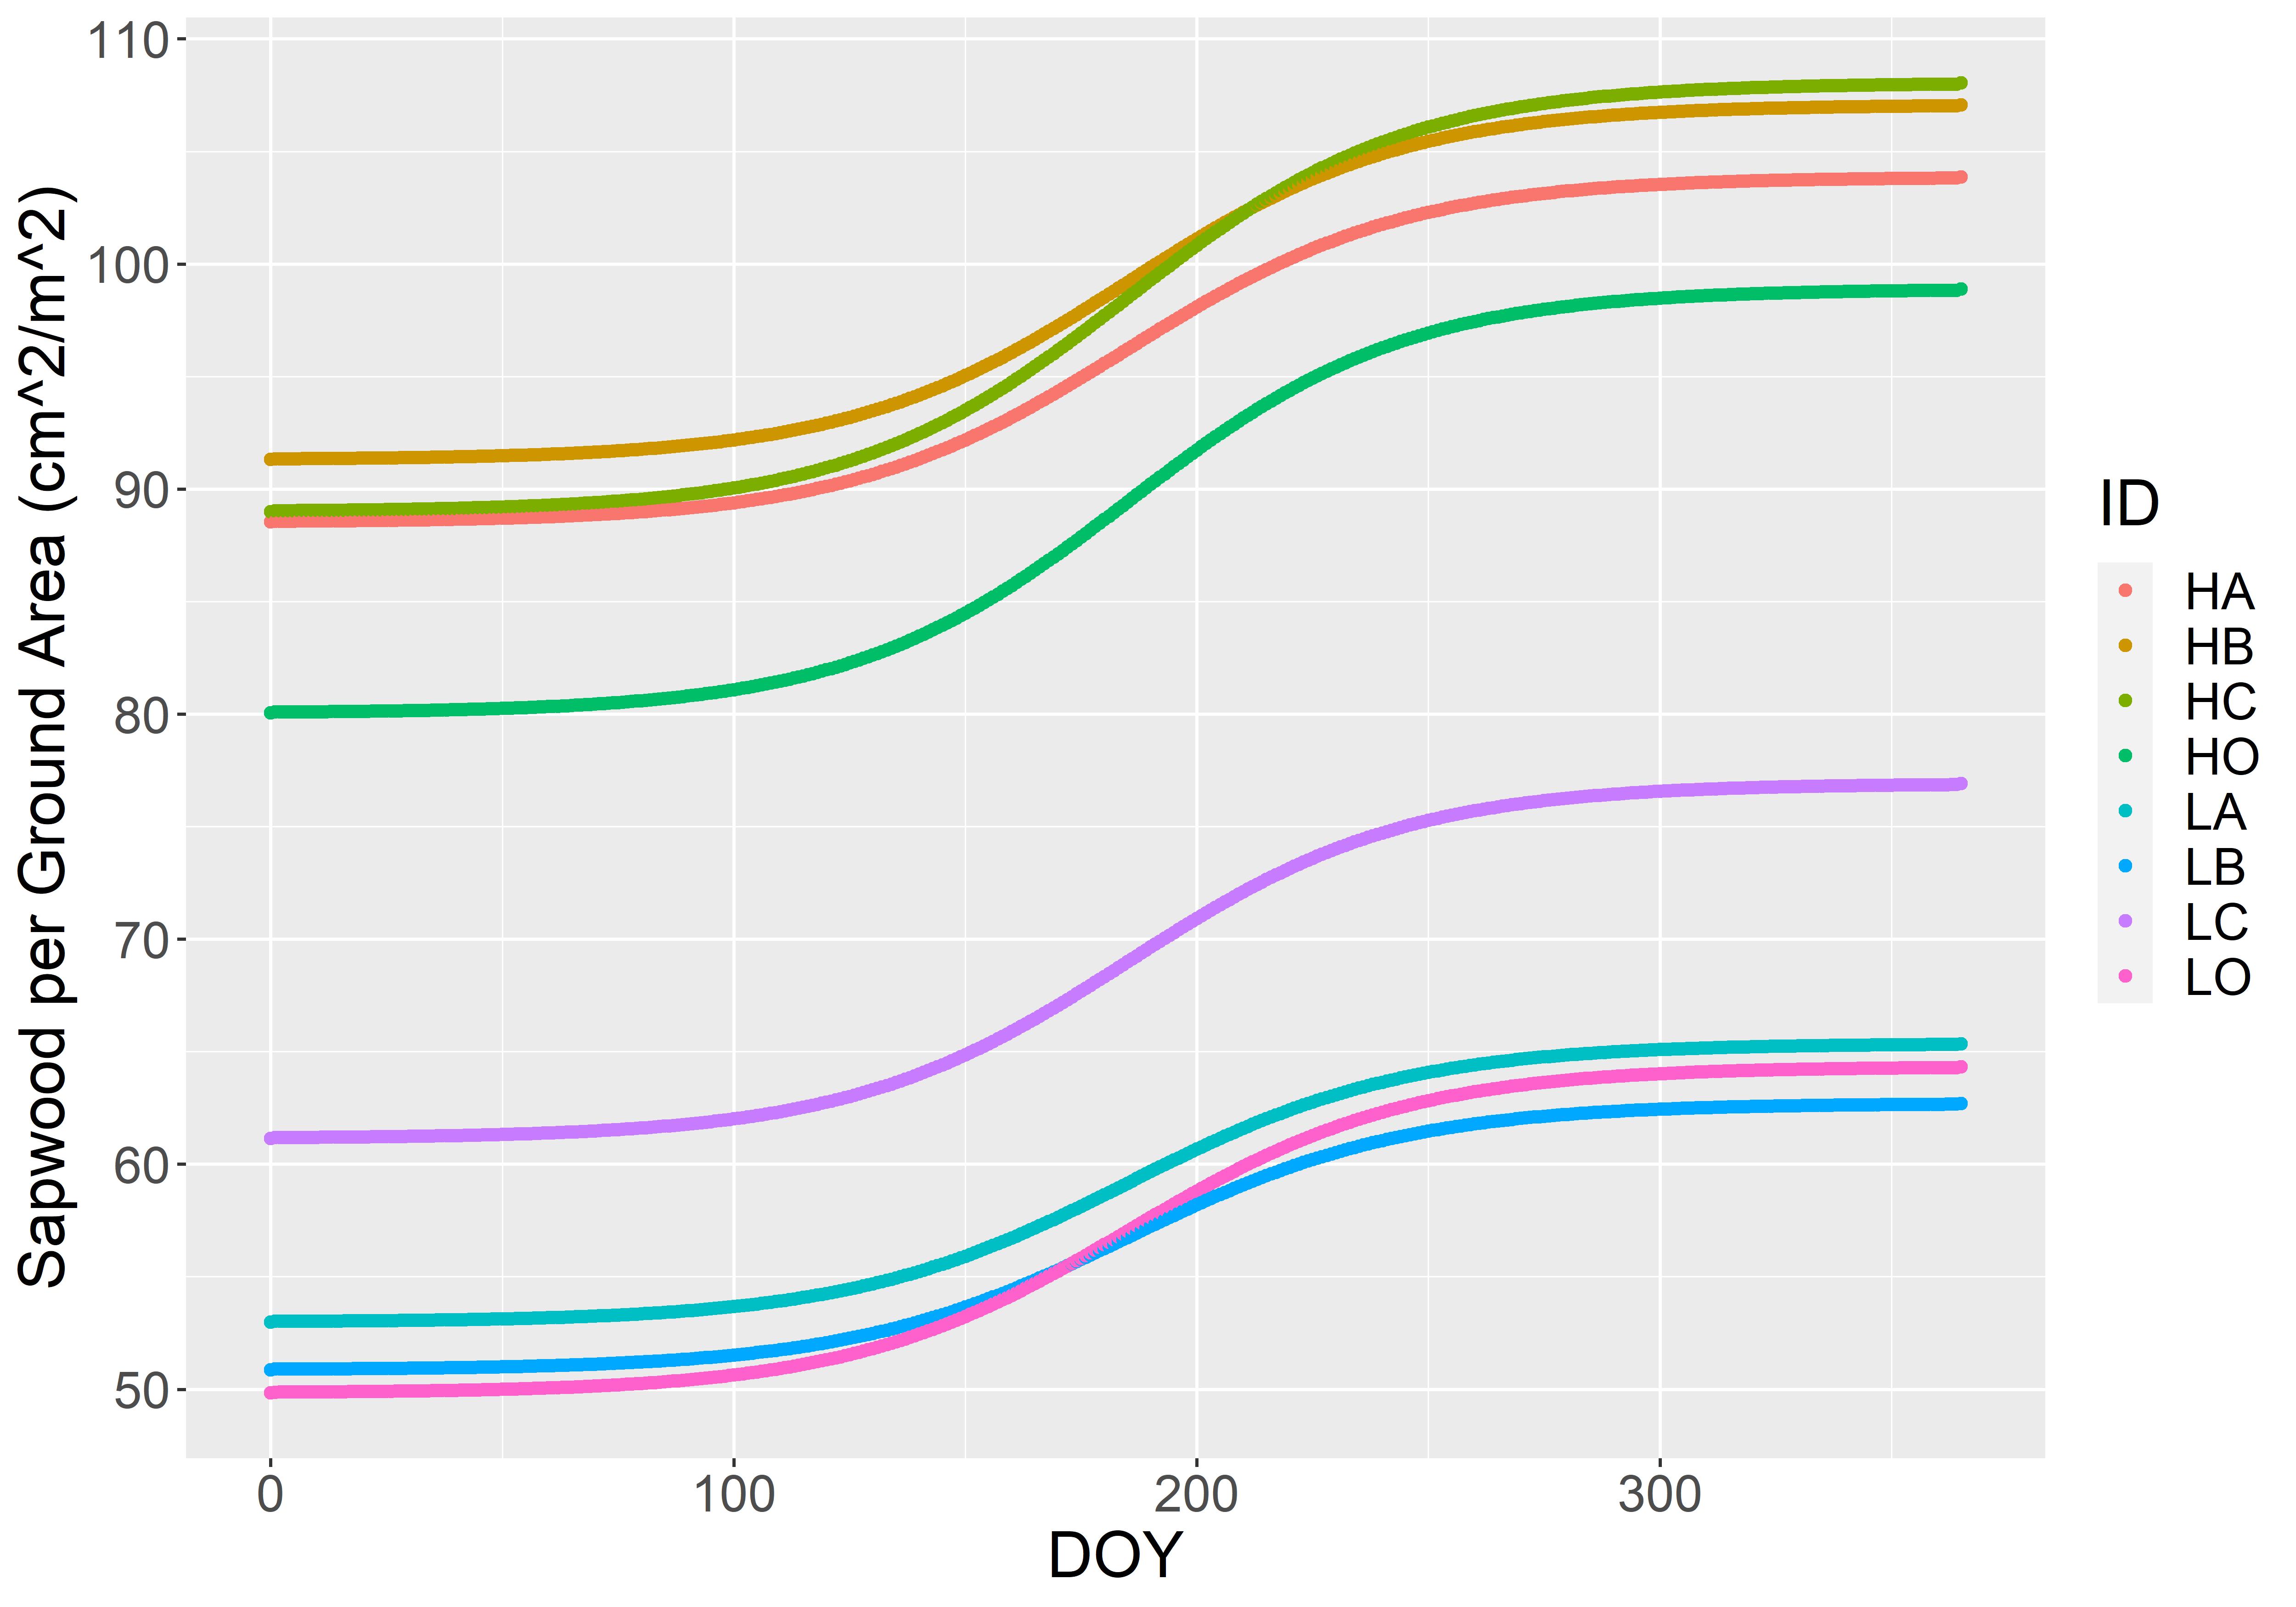 Sapwood per Ground Area (cm^2/m^2)
110
100
90
80
70
60
50
0 100 200 300
DOY
ID
HA
HB
HC
HO
LA
LB
LC
LO